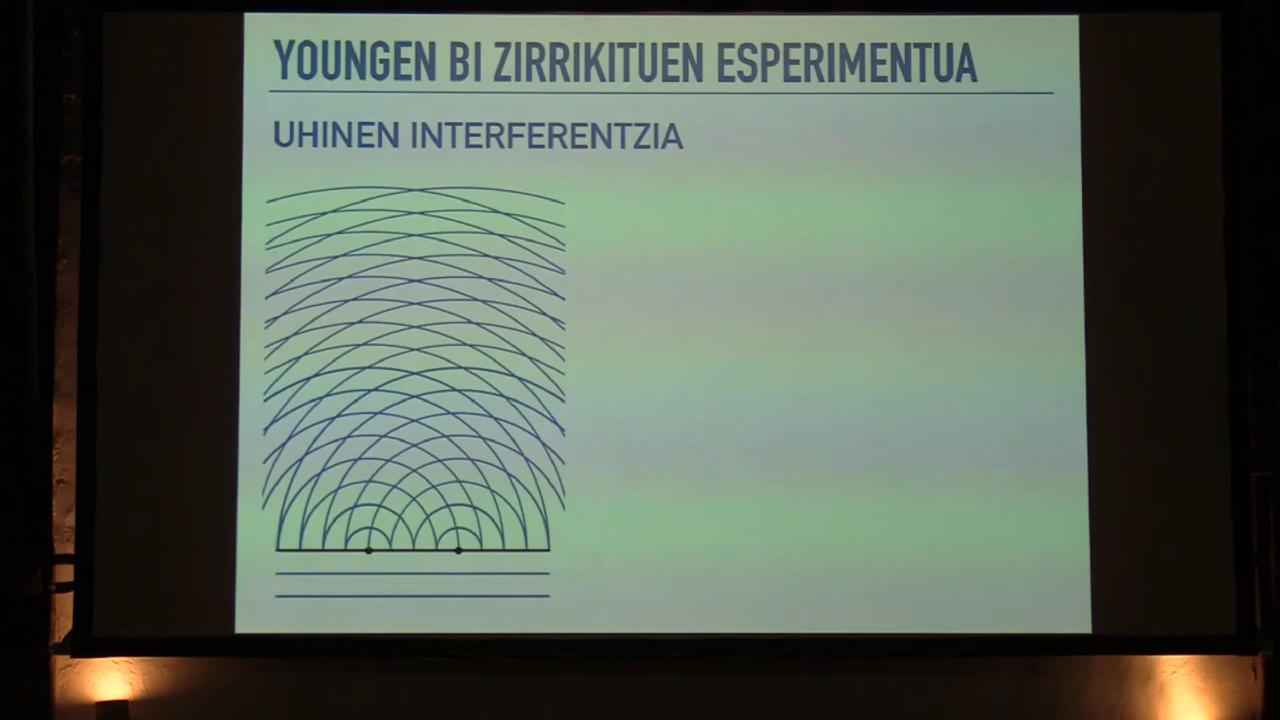 YOUNGEN BI ZIRRIKITUEN ESPERIMENTUA
UHINEN INTERFERENTZIA